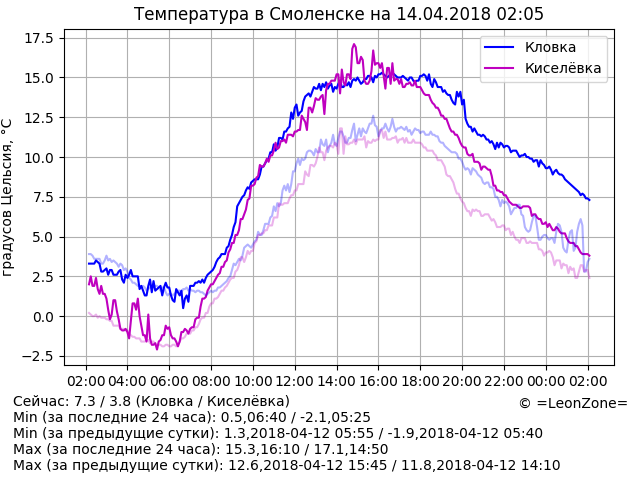 Температура в Смоленске на 14.04.2018 02:05
градусов Цельсия, °C
17.5
15.0
12.5
10.0
7.5
5.0
2.5
0.0
−2.5
Кловка
Киселёвка
02:00 04:00 06:00 08:00 10:00 12:00 14:00 16:00 18:00 20:00 22:00 00:00 02:00
Сейчас: 7.3 / 3.8 (Кловка / Киселёвка)
© =LeonZone=
Min (за последние 24 часа): 0.5,06:40 / -2.1,05:25
Min (за предыдущие сутки): 1.3,2018-04-12 05:55 / -1.9,2018-04-12 05:40
Max (за последние 24 часа): 15.3,16:10 / 17.1,14:50
Max (за предыдущие сутки): 12.6,2018-04-12 15:45 / 11.8,2018-04-12 14:10